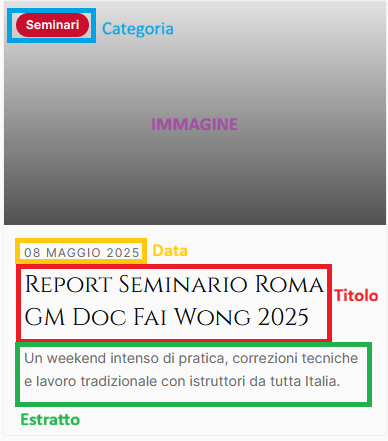 Seminari
Categoria
IMMAGINE
08 MAGGIO 2025
Data
Report Seminario Roma
GM Doc Fai Wong 2025
Titolo
Un weekend intenso di pratica, correzioni tecniche
e lavoro tradizionale con istruttori da tutta Italia.
Estratto